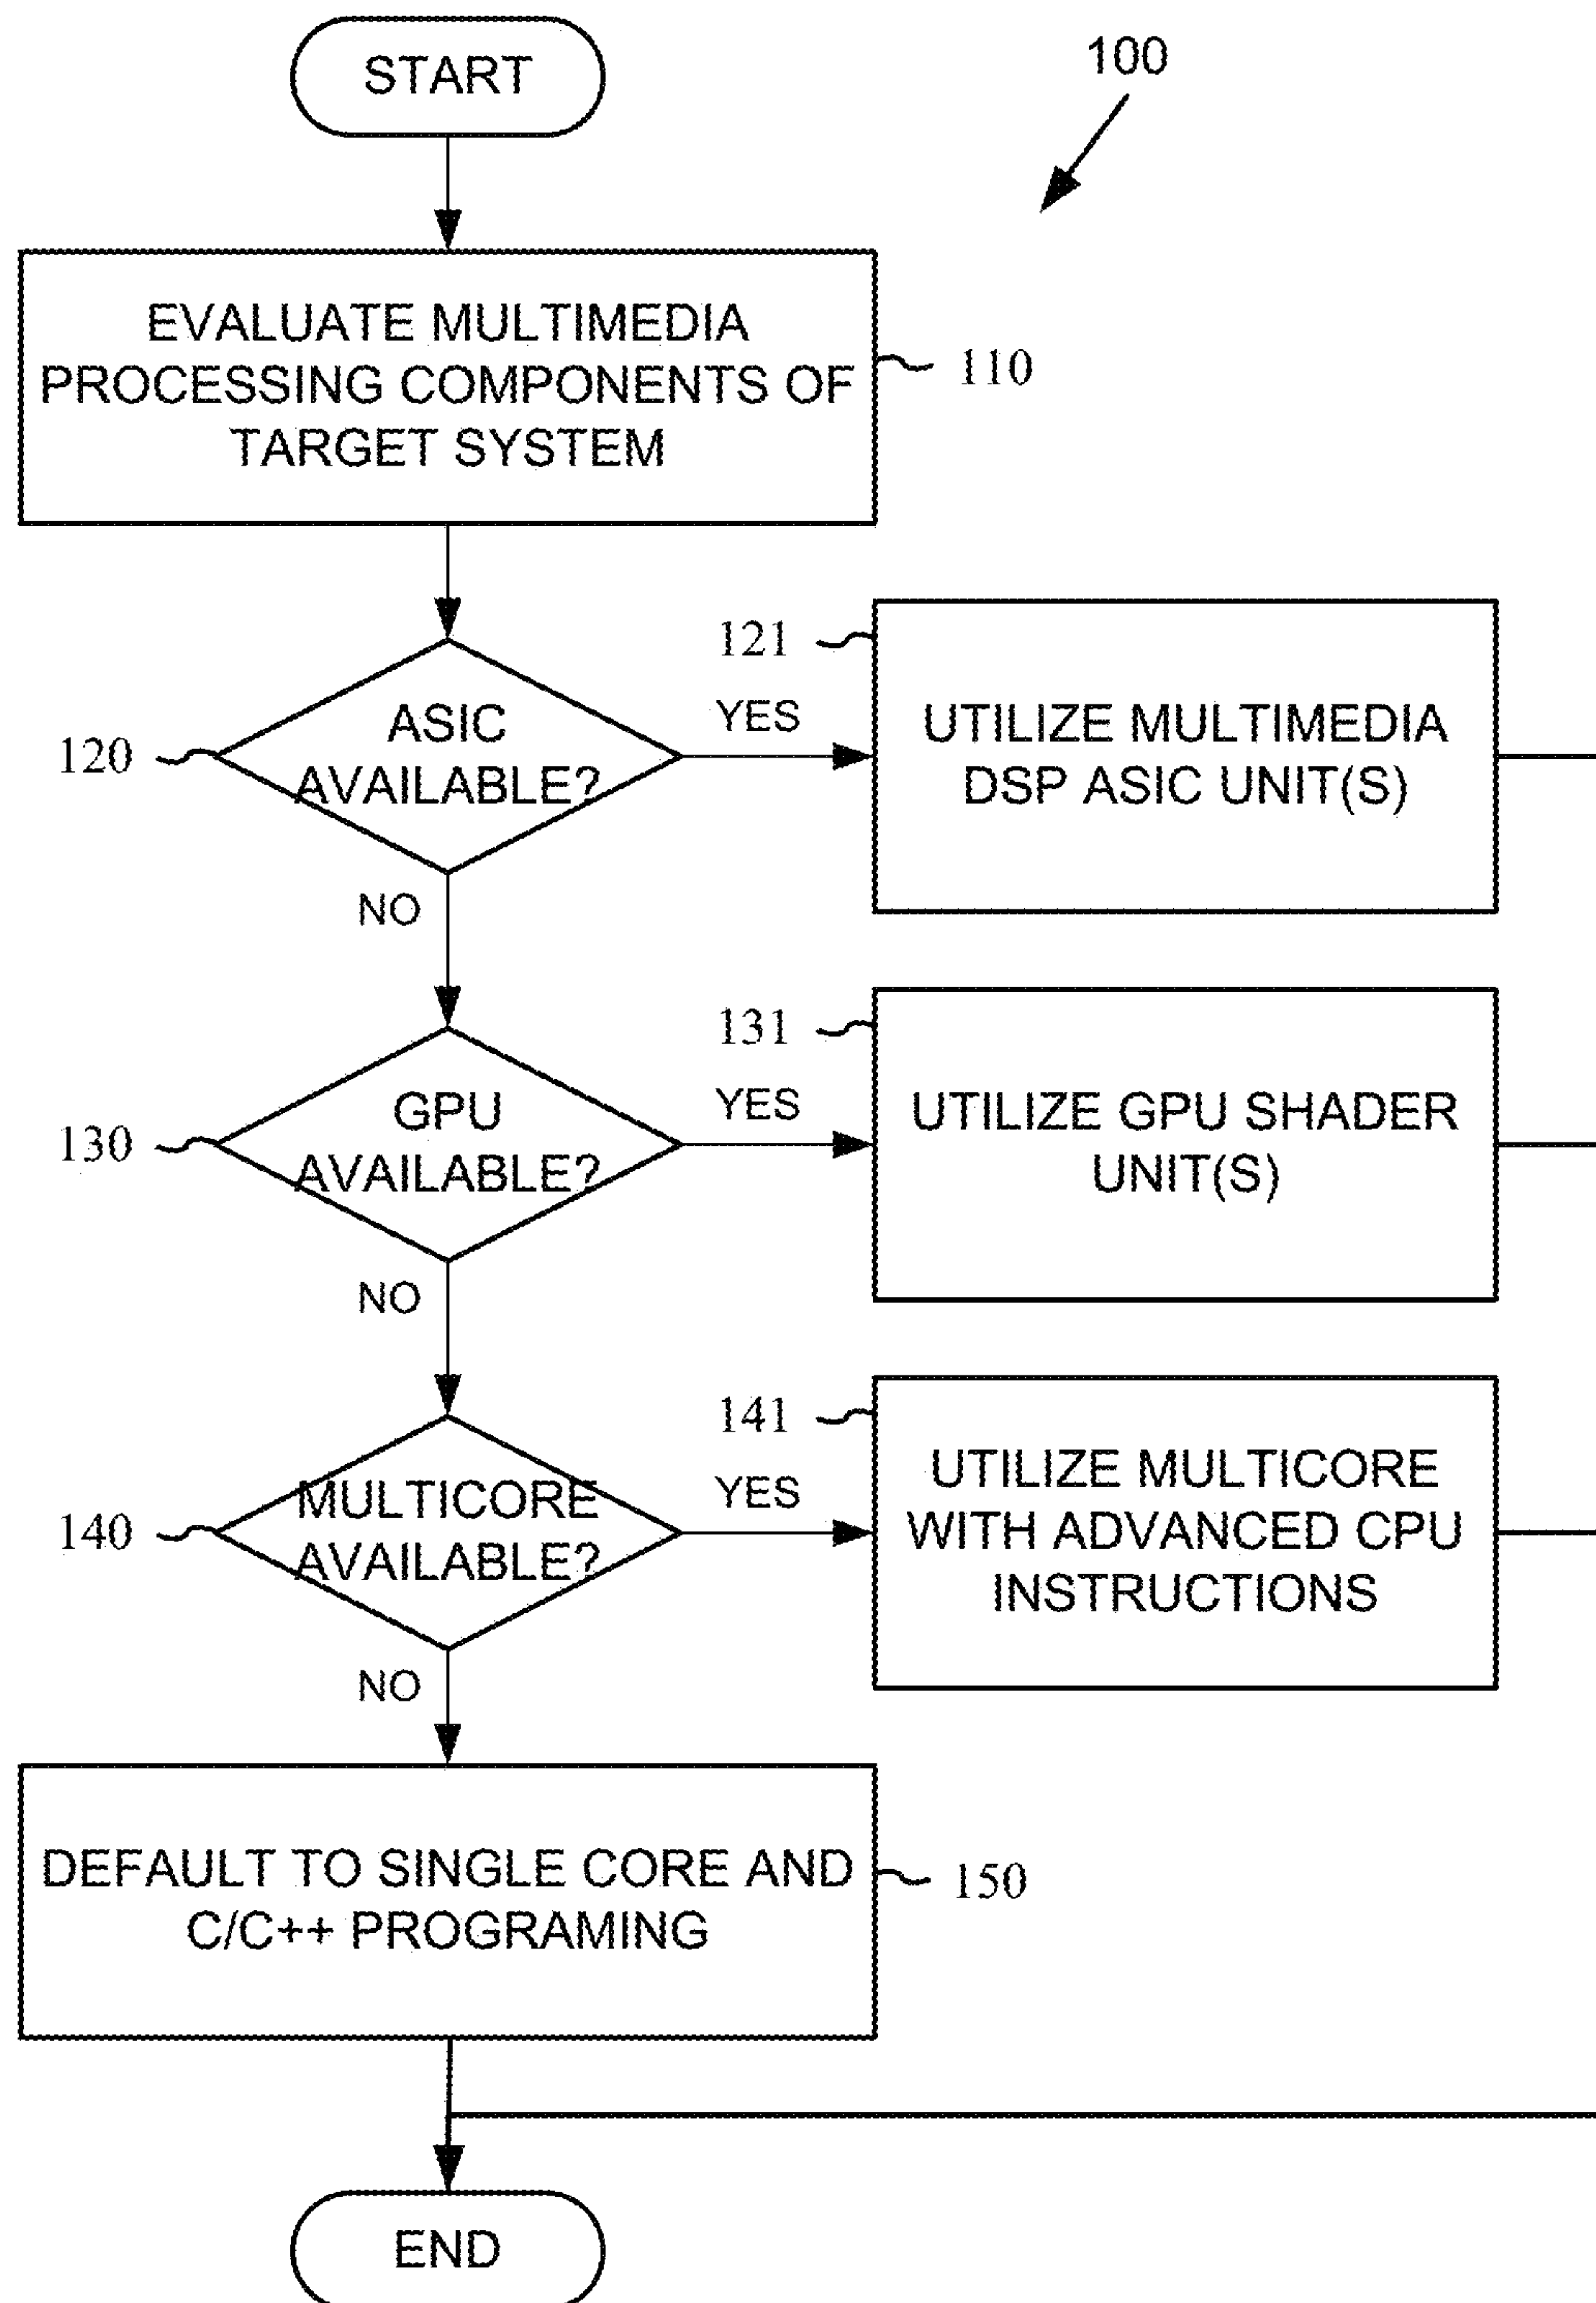 START
100
EVALUATE MULTIMEDIA
PROCESSING COMPONENTS OF
TARGET SYSTEM
110
120
ASIC
AVAILABLE?
YES
121
UTILIZE MULTIMEDIA
DSP ASIC UNIT(S)
NO
130
GPU
AVAILABLE?
YES
131
UTILIZE GPU SHADER
UNIT(S)
NO
140
MULTICORE
AVAILABLE?
YES
141
UTILIZE MULTICORE
WITH ADVANCED CPU
INSTRUCTIONS
NO
DEFAULT TO SINGLE CORE AND
C/C++ PROGRAMING
150
END